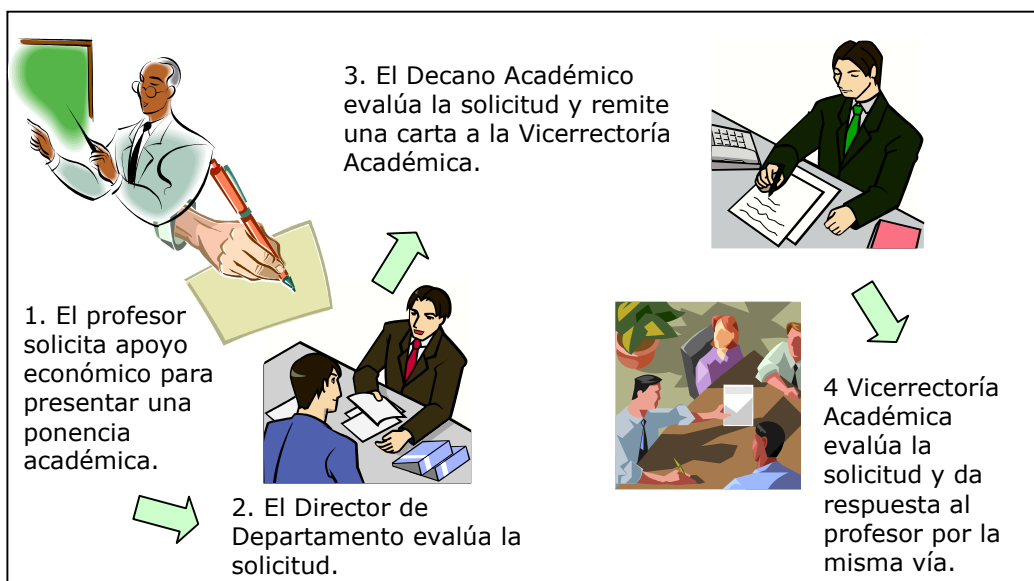 1. El profesor
solicita apoyo
económico para
presentar una
ponencia
académica.
2. El Director de
Departamento evalúa la
solicitud.
3. El Decano Académico
evalúa la solicitud y remite
una carta a la Vicerrectoría
Académica.
4 Vicerrectoría
Académica
evalúa la
solicitud y da
respuesta al
profesor por la
misma vía.